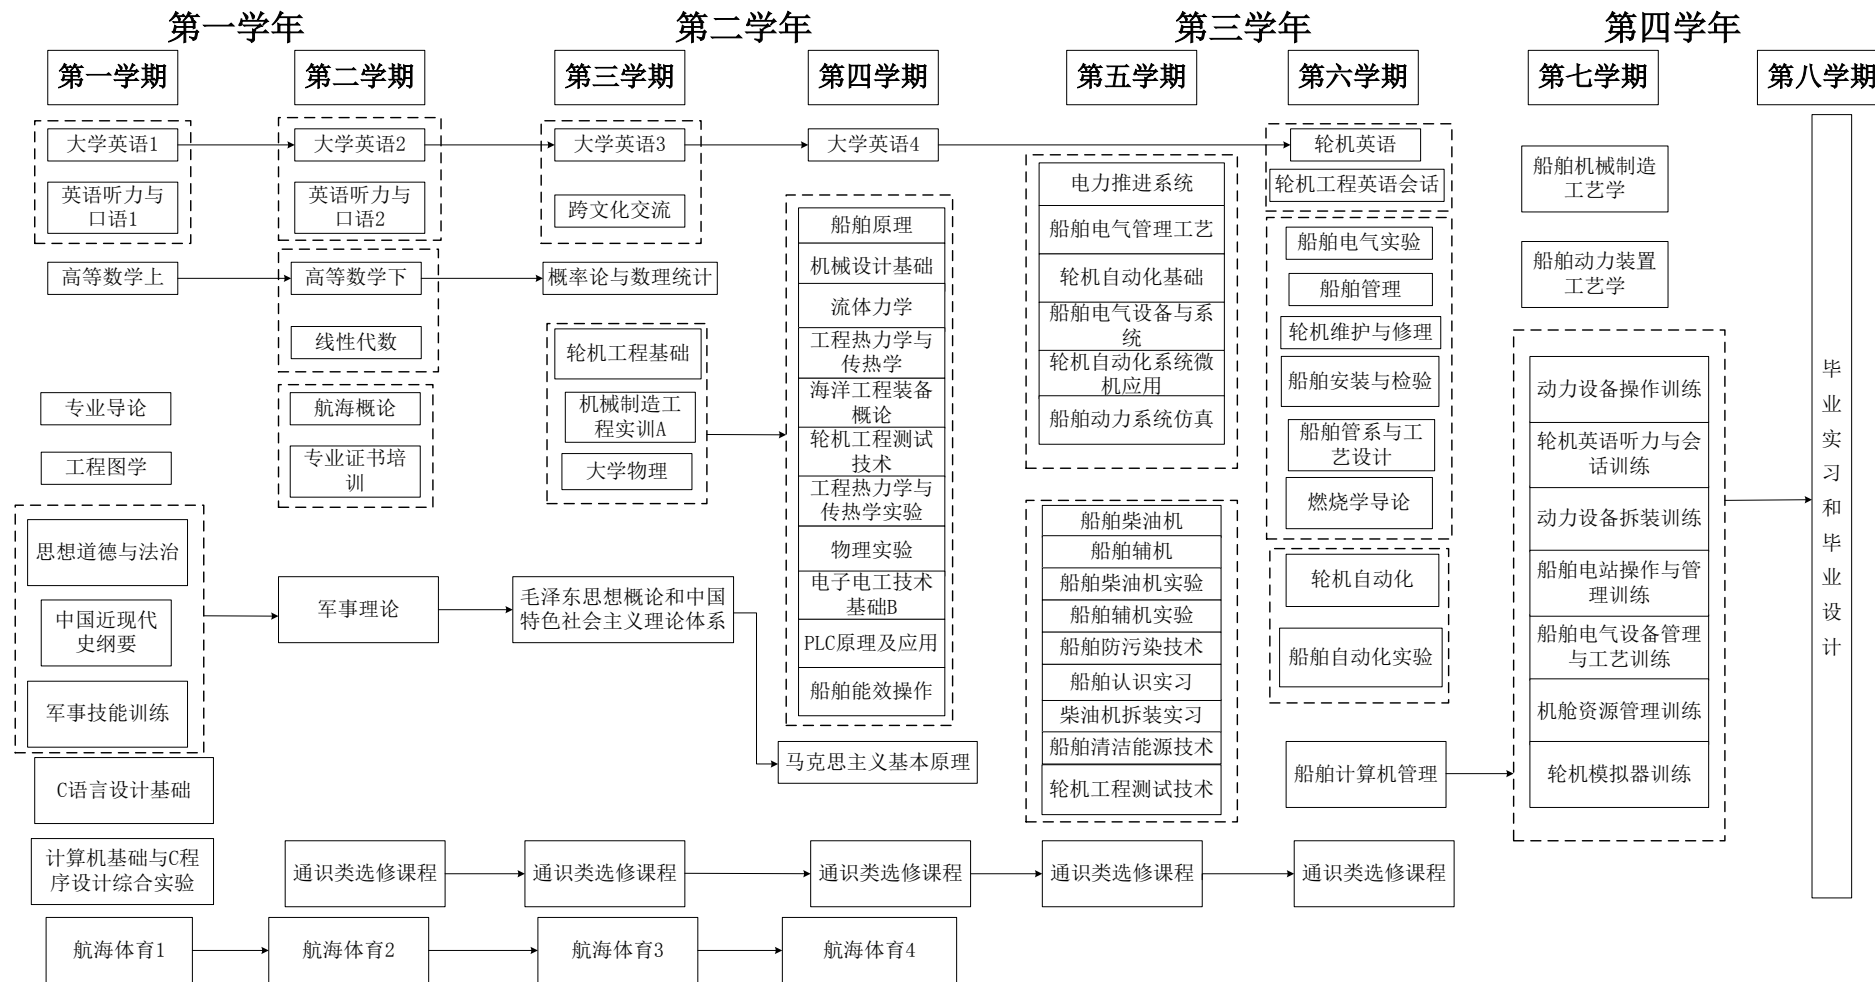 第一学年
第二学年
第三学年
第四学年
第一学期
第二学期
第三学期
第四学期
第五学期
第六学期
第七学期
第八学期
大学英语1
英语听力与
口语1
高等数学上
专业导论
工程图学
思想道德与法治
中国近现代
史纲要
军事技能训练
C语言设计基础
计算机基础与C程
序设计综合实验
航海体育1
大学英语2
英语听力与
口语2
高等数学下
线性代数
航海概论
专业证书培
训
军事理论
通识类选修课程
航海体育2
大学英语3
跨文化交流
概率论与数理统计
轮机工程基础
机械制造工
程实训A
大学物理
毛泽东思想概论和中国
特色社会主义理论体系
通识类选修课程
航海体育3
大学英语4
船舶原理
机械设计基础
流体力学
工程热力学与
传热学
海洋工程装备
概论
轮机工程测试
技术
工程热力学与
传热学实验
物理实验
电子电工技术
基础B
PLC原理及应用
船舶能效操作
马克思主义基本原理
通识类选修课程
航海体育4
电力推进系统
船舶电气管理工艺
轮机自动化基础
船舶电气设备与系
统
轮机自动化系统微
机应用
船舶动力系统仿真
船舶柴油机
船舶辅机
船舶柴油机实验
船舶辅机实验
船舶防污染技术
船舶认识实习
柴油机拆装实习
船舶清洁能源技术
轮机工程测试技术
通识类选修课程
轮机英语
轮机工程英语会话
船舶电气实验
船舶管理
轮机维护与修理
船舶安装与检验
船舶管系与工
艺设计
燃烧学导论
轮机自动化
船舶自动化实验
船舶计算机管理
通识类选修课程
船舶机械制造
工艺学
船舶动力装置
工艺学
动力设备操作训练
轮机英语听力与会
话训练
动力设备拆装训练
船舶电站操作与管
理训练
船舶电气设备管理
与工艺训练
机舱资源管理训练
轮机模拟器训练
毕业实习和毕业设计